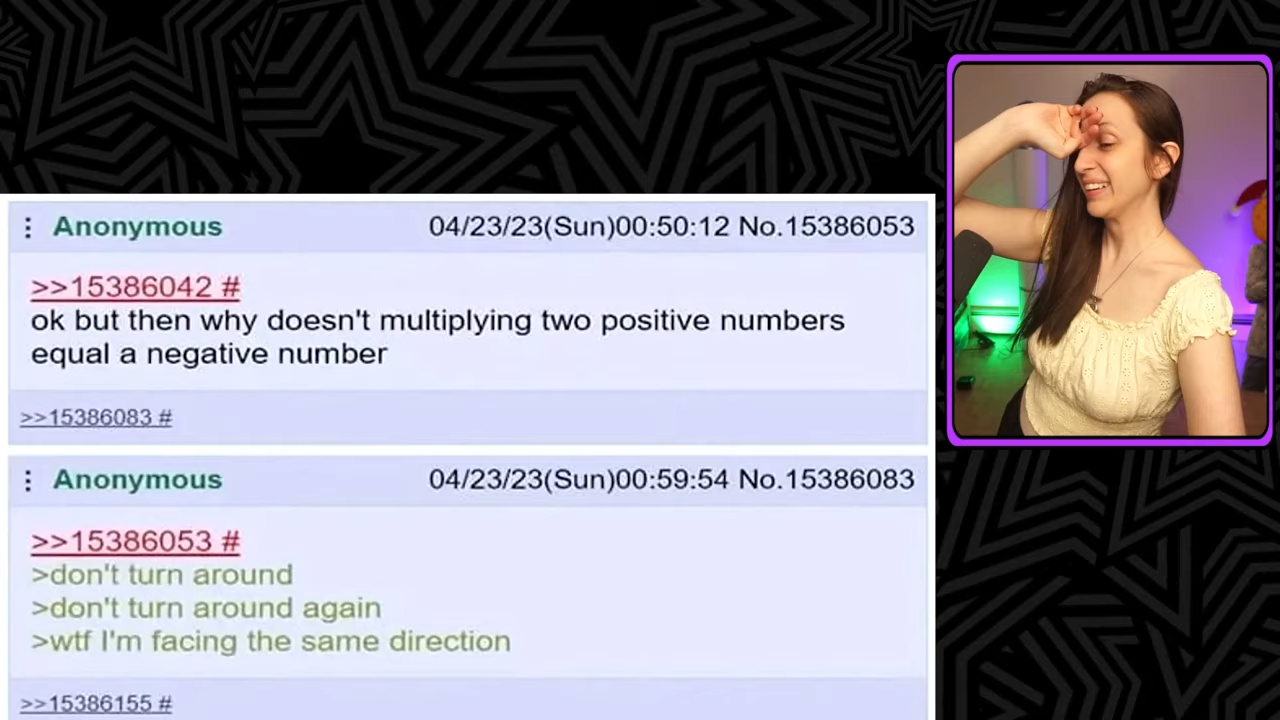 Anonymous 04/23/23(Sun)00:50:12 No.15386053
>>15386042 #
ok but then why doesn't multiplying two positive numbers
equal a negative number
>>15386083 #
Anonymous 04/23/23(Sun)00:59:54 No.15386083
>>15386053 #
>don't turn around
>don't turn around again
>wtf I'm facing the same direction
>>15386155 #